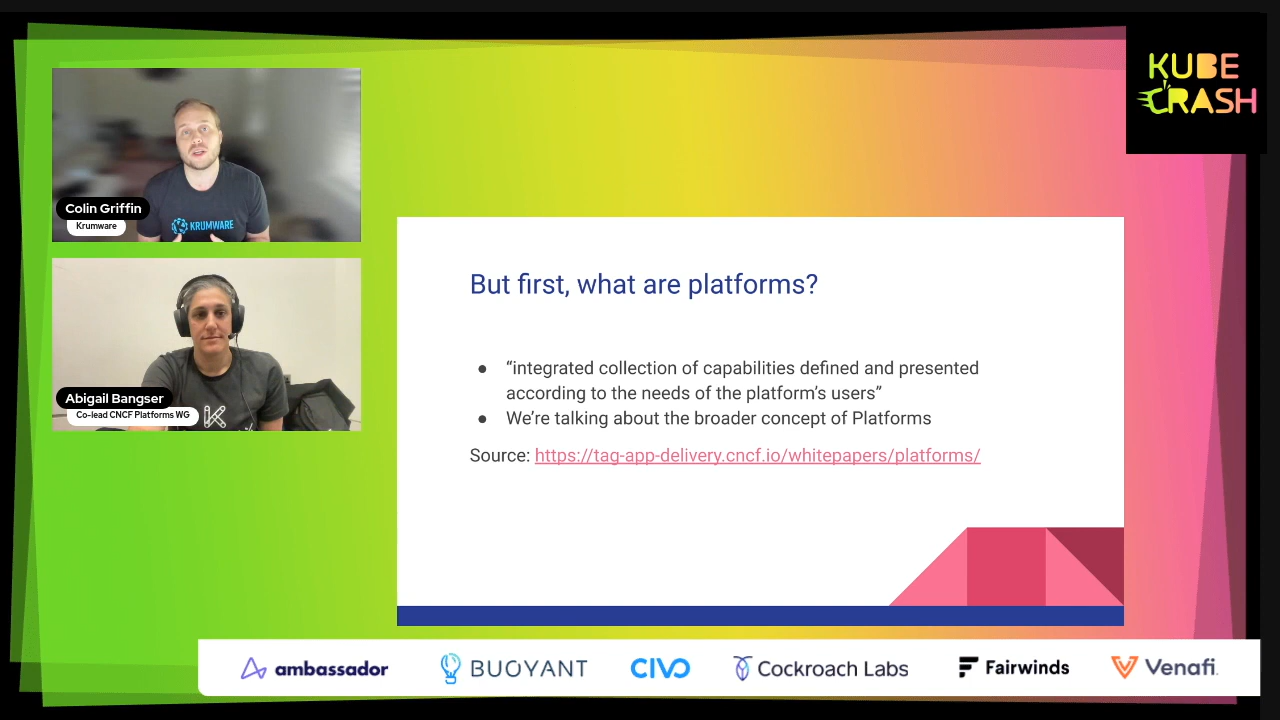 KUBE
CRASH
KRUMWARE
Colin Griffin
Krumware
Abigail Bangser
Co-lead CNCF Platforms WG
But first, what are platforms?
● “integrated collection of capabilities defined and presented
according to the needs of the platform’s users”
● We’re talking about the broader concept of Platforms
Source: https://tag-app-delivery.cncf.io/whitepapers/platforms/
ambassador
BUOYANT
CIVO
Cockroach Labs
Fairwinds
Venafi